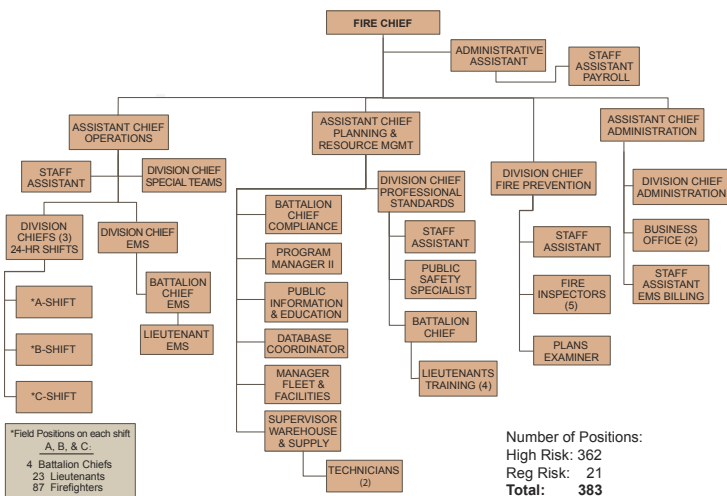 FIRE CHIEF
ADMINISTRATIVE
ASSISTANT
STAFF
ASSISTANT
PAYROLL
ASSISTANT CHIEF
OPERATIONS
STAFF
ASSISTANT
DIVISION CHIEF
SPECIAL TEAMS
DIVISION
CHIEFS (3)
24-HR SHIFTS
DIVISION CHIEF
EMS
*A-SHIFT
*B-SHIFT
*C-SHIFT
BATTALION
CHIEF
EMS
LIEUTENANT
EMS
*Field Positions on each shift
A, B, & C:
4 Battalion Chiefs
23 Lieutenants
87 Firefighters
ASSISTANT CHIEF
PLANNING &
RESOURCE MGMT
BATTALION
CHIEF
COMPLIANCE
PROGRAM
MANAGER II
PUBLIC
INFORMATION
& EDUCATION
DATABASE
COORDINATOR
MANAGER
FLEET &
FACILITIES
SUPERVISOR
WAREHOUSE
& SUPPLY
TECHNICIANS
(2)
DIVISION CHIEF
PROFESSIONAL
STANDARDS
STAFF
ASSISTANT
PUBLIC
SAFETY
SPECIALIST
BATTALION
CHIEF
LIEUTENANTS
TRAINING (4)
DIVISION CHIEF
FIRE PREVENTION
STAFF
ASSISTANT
FIRE
INSPECTORS
(5)
PLANS
EXAMINER
ASSISTANT CHIEF
ADMINISTRATION
DIVISION CHIEF
ADMINISTRATION
BUSINESS
OFFICE (2)
STAFF
ASSISTANT
EMS BILLING
Number of Positions:
High Risk: 362
Reg Risk: 21
Total: 383